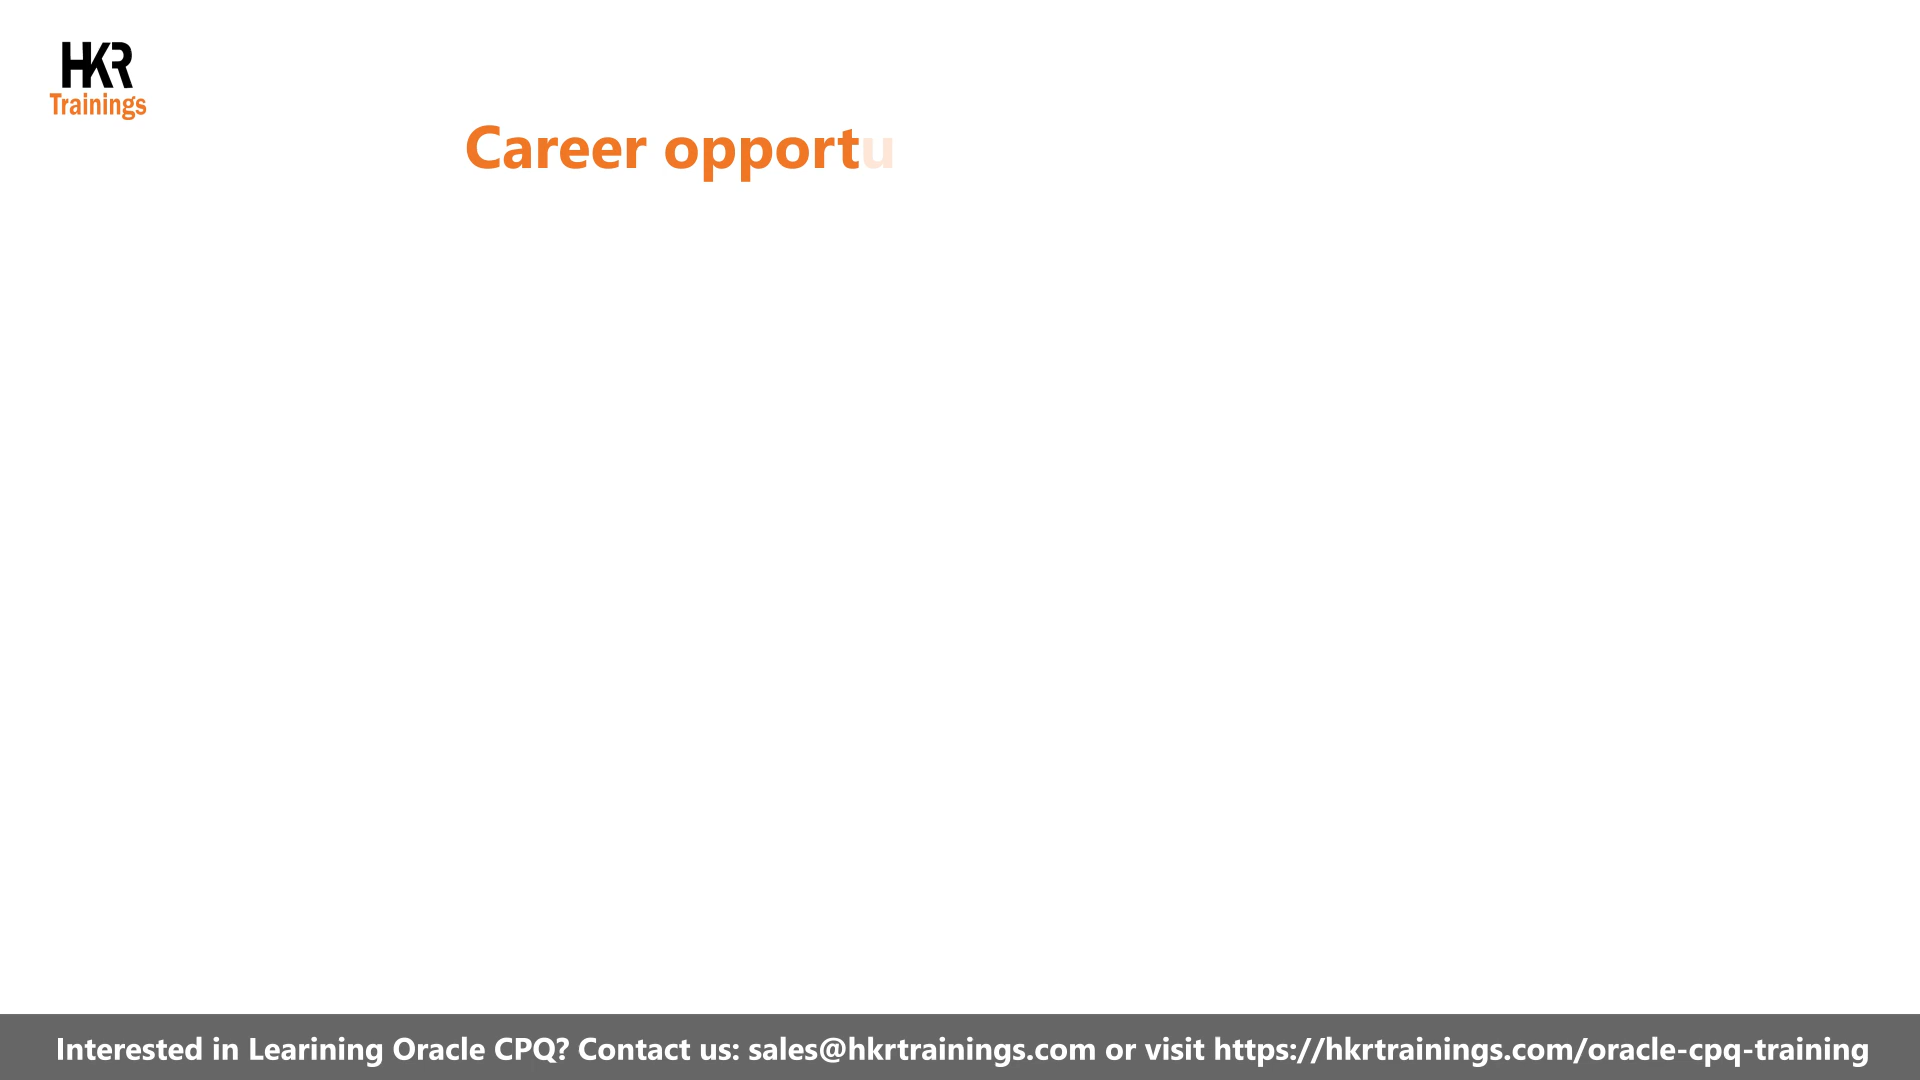 HKR
Trainings
Career opportu
Interested in Learining Oracle CPQ? Contact us: sales@hkrtrainings.com or visit https://hkrtrainings.com/oracle-cpq-training